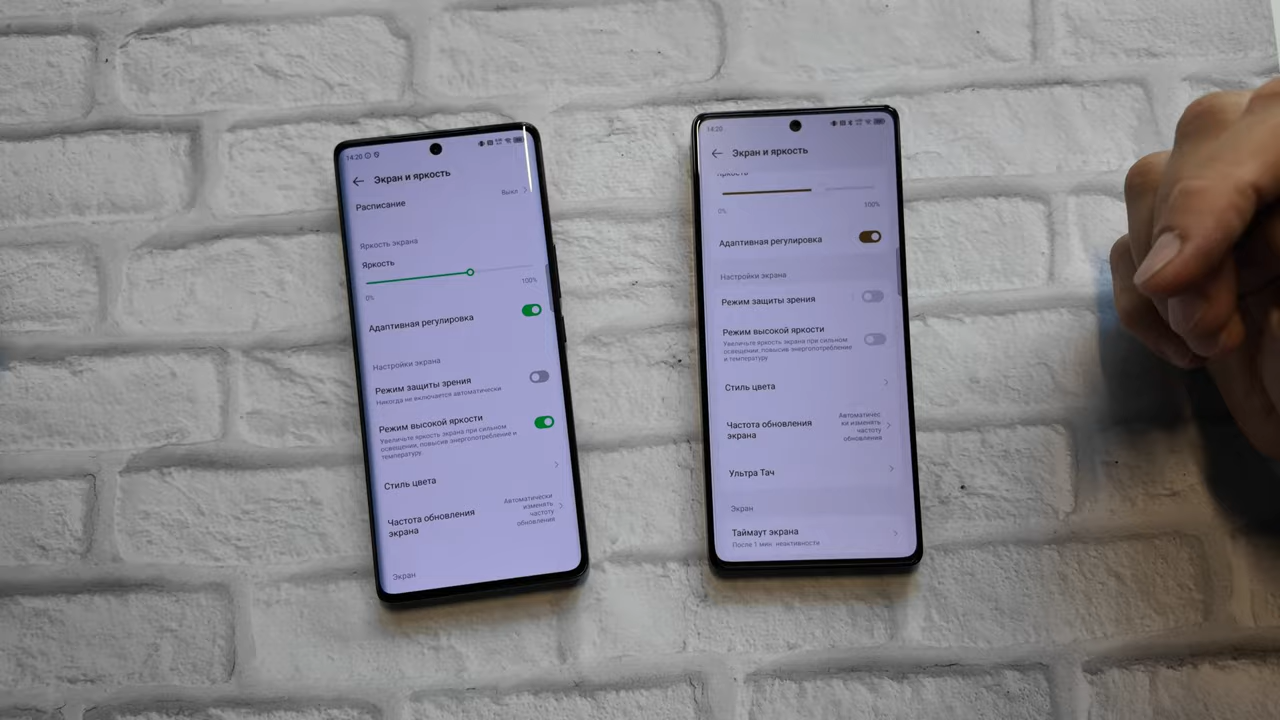 14:20
Экран и яркость
Расписание
Выкл
Яркость экрана
Яркость
0%
100%
Адаптивная регулировка
Настройки экрана
Режим защиты зрения
Никогда не включается автоматически
Режим высокой яркости
Увеличьте яркость экрана при сильном
освещении, повысив энергопотребление и
температуру
Стиль цвета
Частота обновления
экрана
Автоматически
изменять
частоту
обновления
Экран
14:20
Экран и яркость
Яркость
0%
100%
Адаптивная регулировка
Настройки экрана
Режим защиты зрения
Режим высокой яркости
Увеличьте яркость экрана при сильном
освещении, повысив энергопотребление
и температуру
Стиль цвета
Частота обновления
экрана
Автоматичес
ки изменять
частоту
обновления
Ультра Тач
Экран
Таймаут экрана
После 1 мин. неактивности